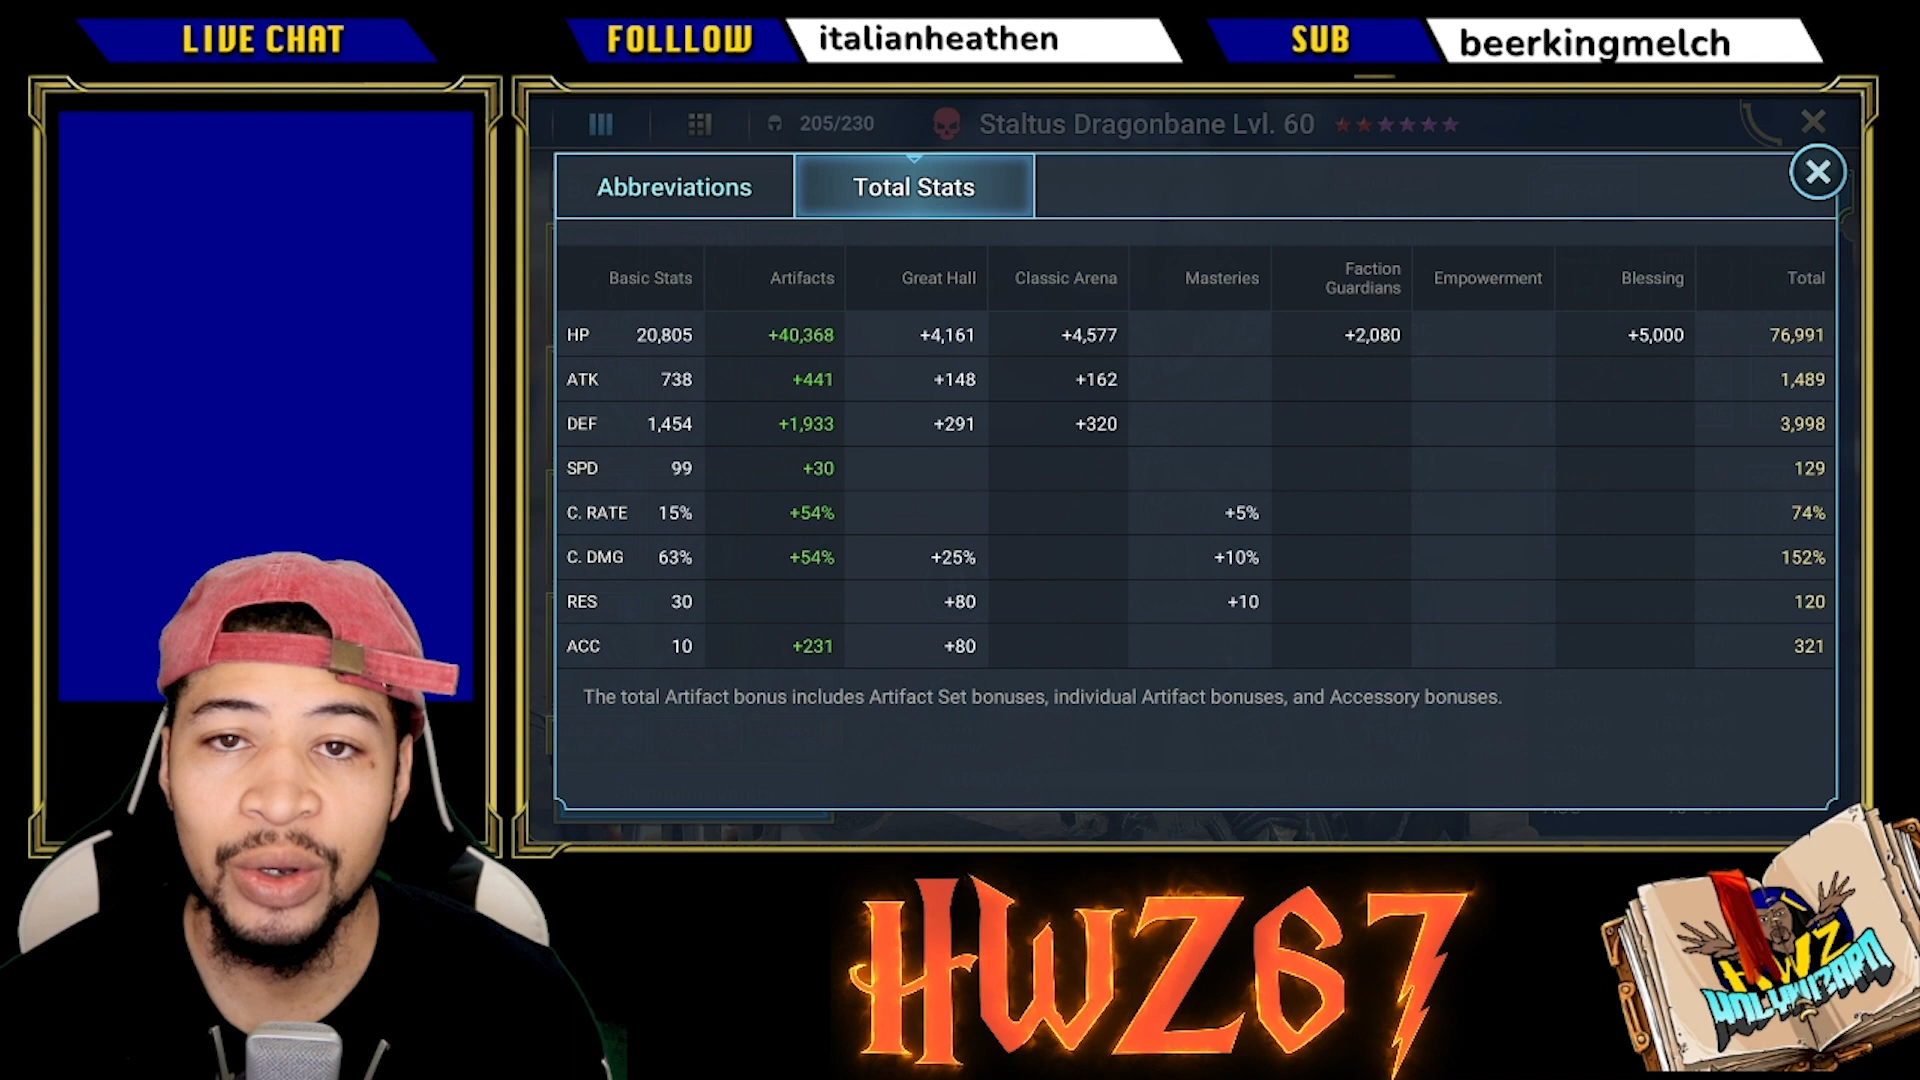 LIVE CHAT
FOLLLOW
italianheathen
SUB
beerkingmelch
205/230
Staltus Dragonbane Lvl. 60
Abbreviations
Total Stats
Basic Stats Artifacts Great Hall Classic Arena Masteries Faction Guardians Empowerment Blessing Total
HP 20,805 +40,368 +4,161 +4,577 +2,080 +5,000 76,991
ATK 738 +441 +148 +162 1,489
DEF 1,454 +1,933 +291 +320 3,998
SPD 99 +30 129
C. RATE 15% +54% +5% 74%
C. DMG 63% +54% +25% +10% 152%
RES 30 +80 +10 120
ACC 10 +231 +80 321
The total Artifact bonus includes Artifact Set bonuses, individual Artifact bonuses, and Accessory bonuses.
HWZ67
HWZ
HOLYWIZARD